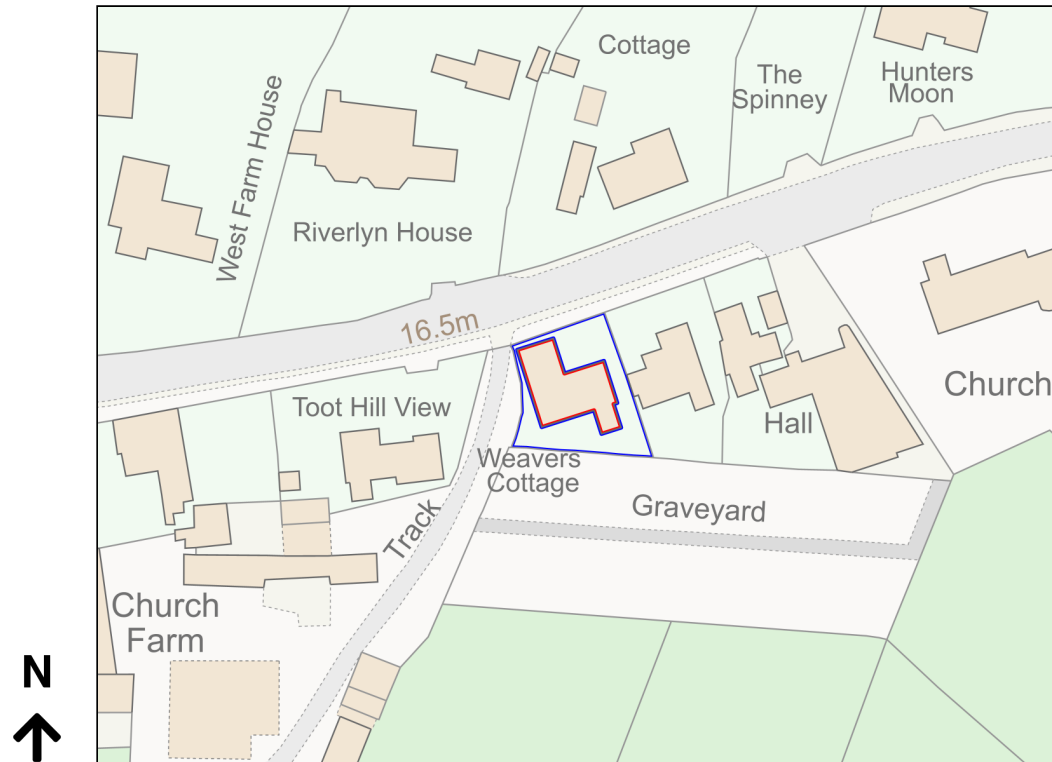 Cottage
The
Spinney
Hunters
Moon
West Farm House
Riverlyn House
16.5m
Church
Toot Hill View
Hall
Weavers
Cottage
Graveyard
Track
Church
Farm
N